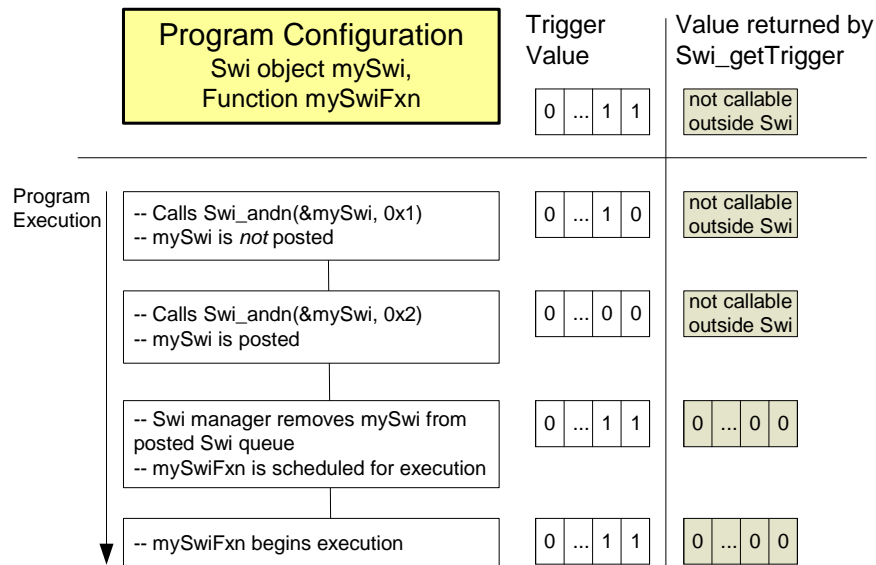 Program Configuration
Swi object mySwi,
Function mySwiFxn
Trigger
Value
Value returned by
Swi_getTrigger
0 ... 1 1
not callable
outside Swi
Program
Execution
-- Calls Swi_andn(&mySwi, 0x1)
-- mySwi is not posted
0 ... 1 0
not callable
outside Swi
-- Calls Swi_andn(&mySwi, 0x2)
-- mySwi is posted
0 ... 0 0
not callable
outside Swi
-- Swi manager removes mySwi from
posted Swi queue
-- mySwiFxn is scheduled for execution
0 ... 1 1
0 ... 0 0
-- mySwiFxn begins execution
0 ... 1 1
0 ... 0 0